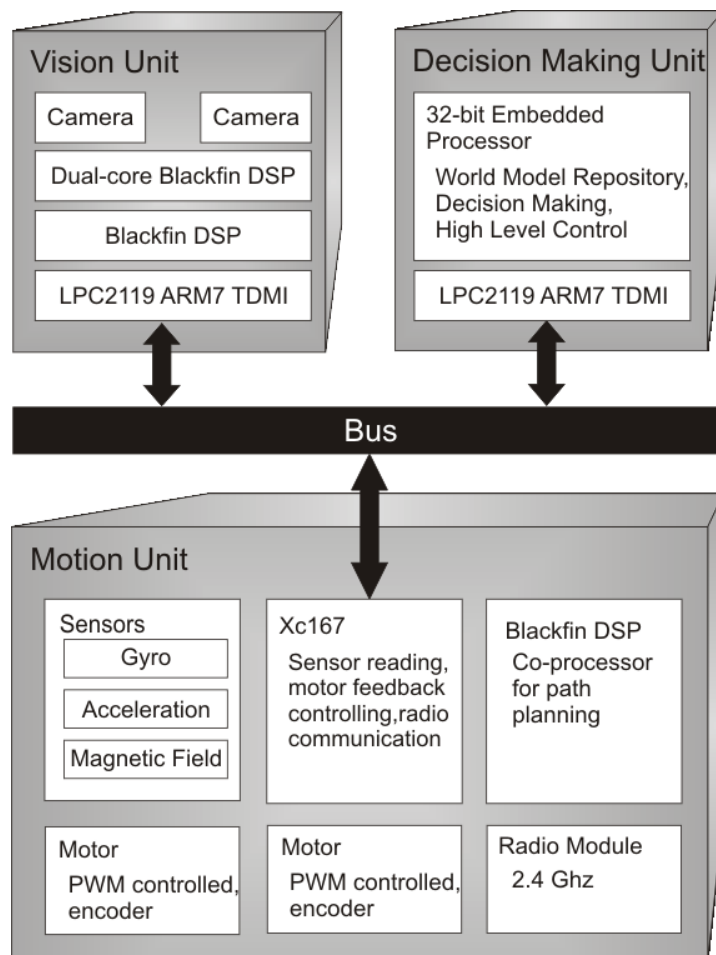 Vision Unit
Camera
Camera
Dual-core Blackfin DSP
Blackfin DSP
LPC2119 ARM7 TDMI
Decision Making Unit
32-bit Embedded
Processor
World Model Repository,
Decision Making,
High Level Control
LPC2119 ARM7 TDMI
Bus
Motion Unit
Sensors
Gyro
Acceleration
Magnetic Field
Xc167
Sensor reading,
motor feedback
controlling,radio
communication
Blackfin DSP
Co-processor
for path
planning
Motor
PWM controlled,
encoder
Motor
PWM controlled,
encoder
Radio Module
2.4 Ghz